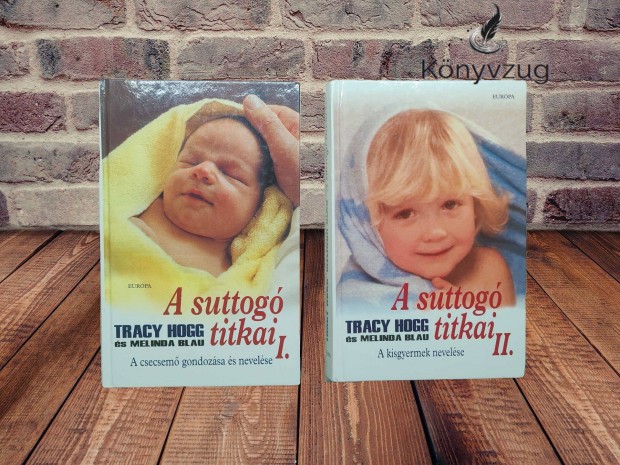 Könyvzug
EURÓPA
A suttogó
titkai I.
TRACY HOGG
és MELINDA BLAU
A csecsemő gondozása és nevelése
EURÓPA
A suttogó
titkai II.
TRACY HOGG
és MELINDA BLAU
A kisgyermek nevelése